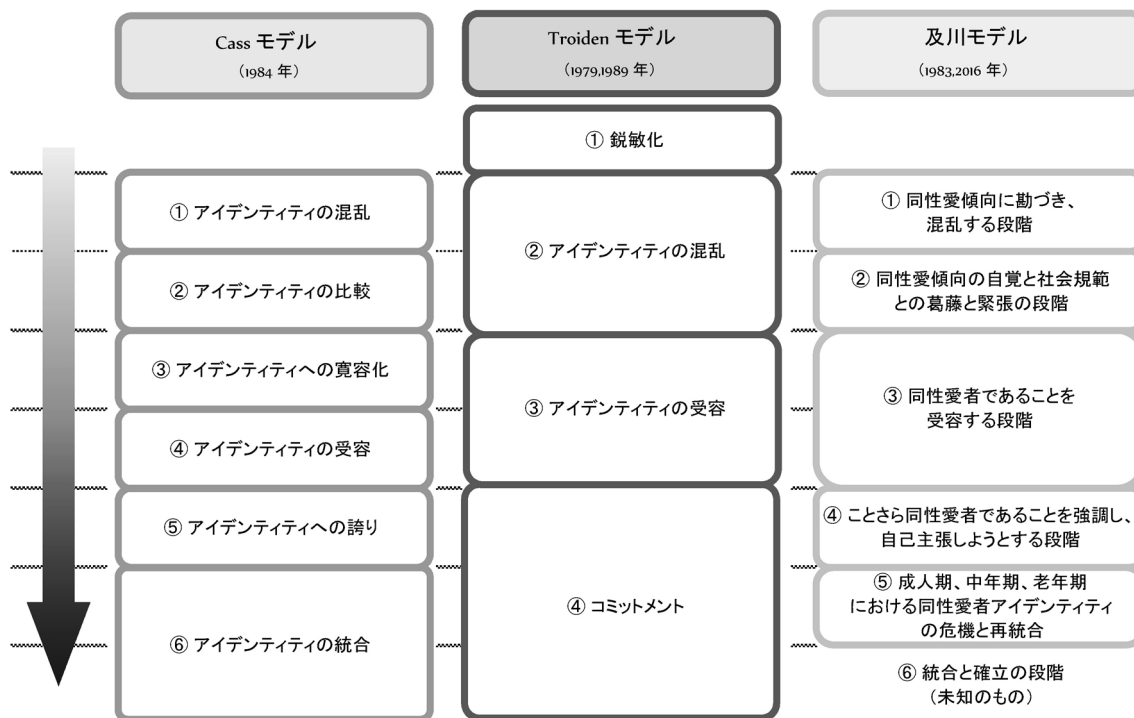 Cass モデル
（1984 年）
Troiden モデル
（1979,1989 年）
及川モデル
（1983,2016 年）
① 鋭敏化
① アイデンティティの混乱
② アイデンティティの比較
③ アイデンティティへの寛容化
④ アイデンティティの受容
⑤ アイデンティティへの誇り
⑥ アイデンティティの統合
② アイデンティティの混乱
③ アイデンティティの受容
④ コミットメント
① 同性愛傾向に勘づき、
混乱する段階
② 同性愛傾向の自覚と社会規範
との葛藤と緊張の段階
③ 同性愛者であることを
受容する段階
④ ことさら同性愛者であることを強調し、
自己主張しようとする段階
⑤ 成人期、中年期、老年期
における同性愛者アイデンティティ
の危機と再統合
⑥ 統合と確立の段階
（未知のもの）